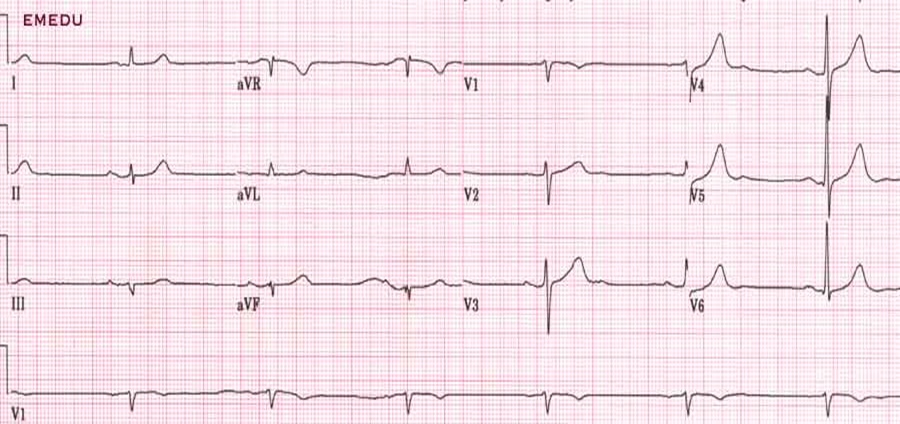 EMEDU
I aVR V1 V4
II aVL V2 V5
III aVF V3 V6
V1